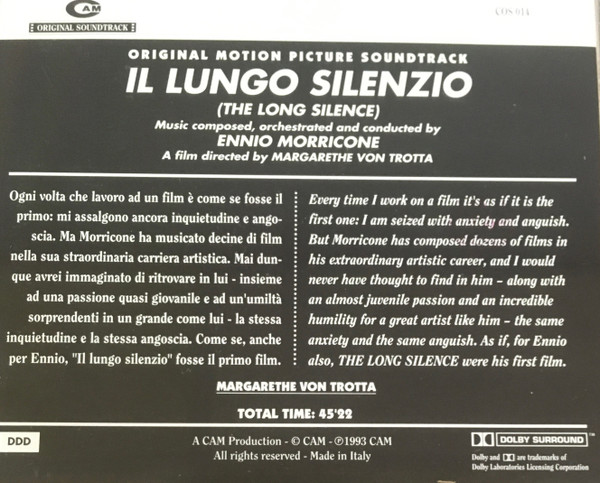 CAM
ORIGINAL SOUNDTRACK
COS 014
ORIGINAL MOTION PICTURE SOUNDTRACK
IL LUNGO SILENZIO
(THE LONG SILENCE)
Music composed, orchestrated and conducted by
ENNIO MORRICONE
A film directed by MARGARETHE VON TROTTA
Ogni volta che lavoro ad un film è come se fosse il
primo: mi assalgono ancora inquietudine e ango-
scia. Ma Morricone ha musicato decine di film
nella sua straordinaria carriera artistica. Mai dun-
que avrei immaginato di ritrovare in lui - insieme
ad una passione quasi giovanile e ad un'umiltà
sorprendenti in un grande come lui - la stessa
inquietudine e la stessa angoscia. Come se, anche
per Ennio, "Il lungo silenzio" fosse il primo film.
Every time I work on a film it's as if it is the
first one: I am seized with anxiety and anguish.
But Morricone has composed dozens of films in
his extraordinary artistic career, and I would
never have thought to find in him – along with
an almost juvenile passion and an incredible
humility for a great artist like him – the same
anxiety and the same anguish. As if, for Ennio
also, THE LONG SILENCE were his first film.
MARGARETHE VON TROTTA
TOTAL TIME: 45'22
DDD
A CAM Production - © CAM - ℗1993 CAM
All rights reserved - Made in Italy
DOLBY SURROUND™
Dolby and DD are trademarks of
Dolby Laboratories Licensing Corporation